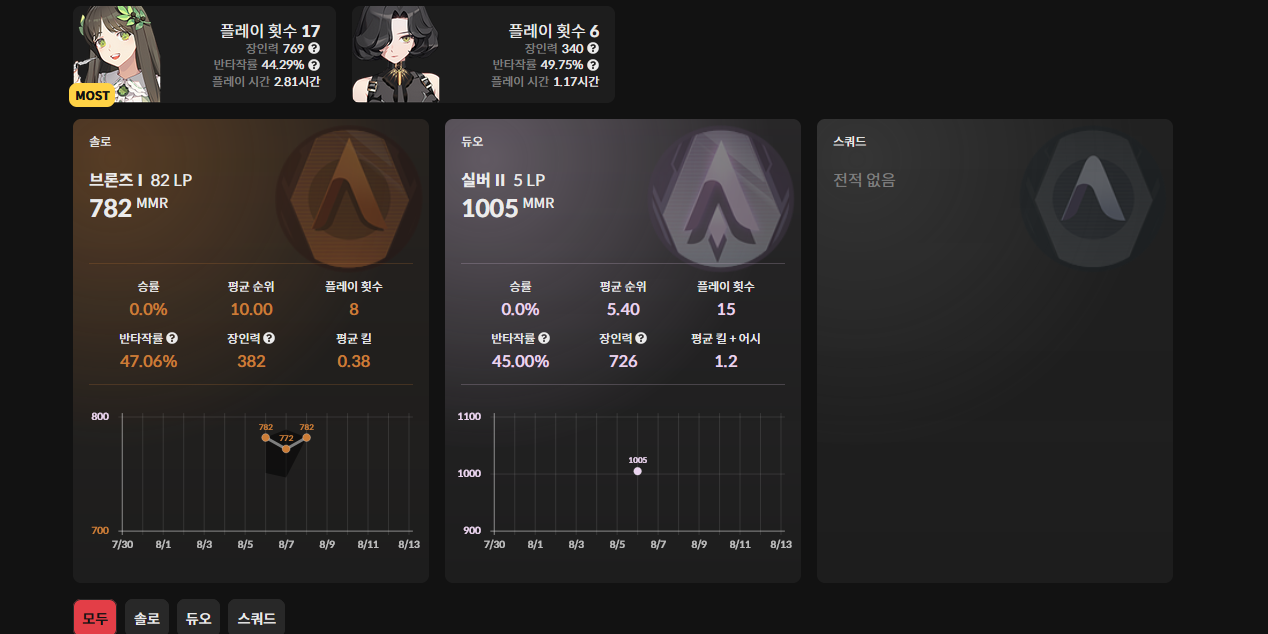 플레이 횟수 17
장인력 769
반타작률 44.29%
플레이 시간 2.81시간
MOST
플레이 횟수 6
장인력 340
반타작률 49.75%
플레이 시간 1.17시간
솔로
브론즈 I 82 LP
782 MMR
승률 평균 순위 플레이 횟수
0.0% 10.00 8
반타작률 장인력 평균 킬
47.06% 382 0.38
800
782 772 782
700
7/30 8/1 8/3 8/5 8/7 8/9 8/11 8/13
듀오
실버 II 5 LP
1005 MMR
승률 평균 순위 플레이 횟수
0.0% 5.40 15
반타작률 장인력 평균 킬 + 어시
45.00% 726 1.2
1100
1005
1000
900
7/30 8/1 8/3 8/5 8/7 8/9 8/11 8/13
스쿼드
전적 없음
모두 솔로 듀오 스쿼드